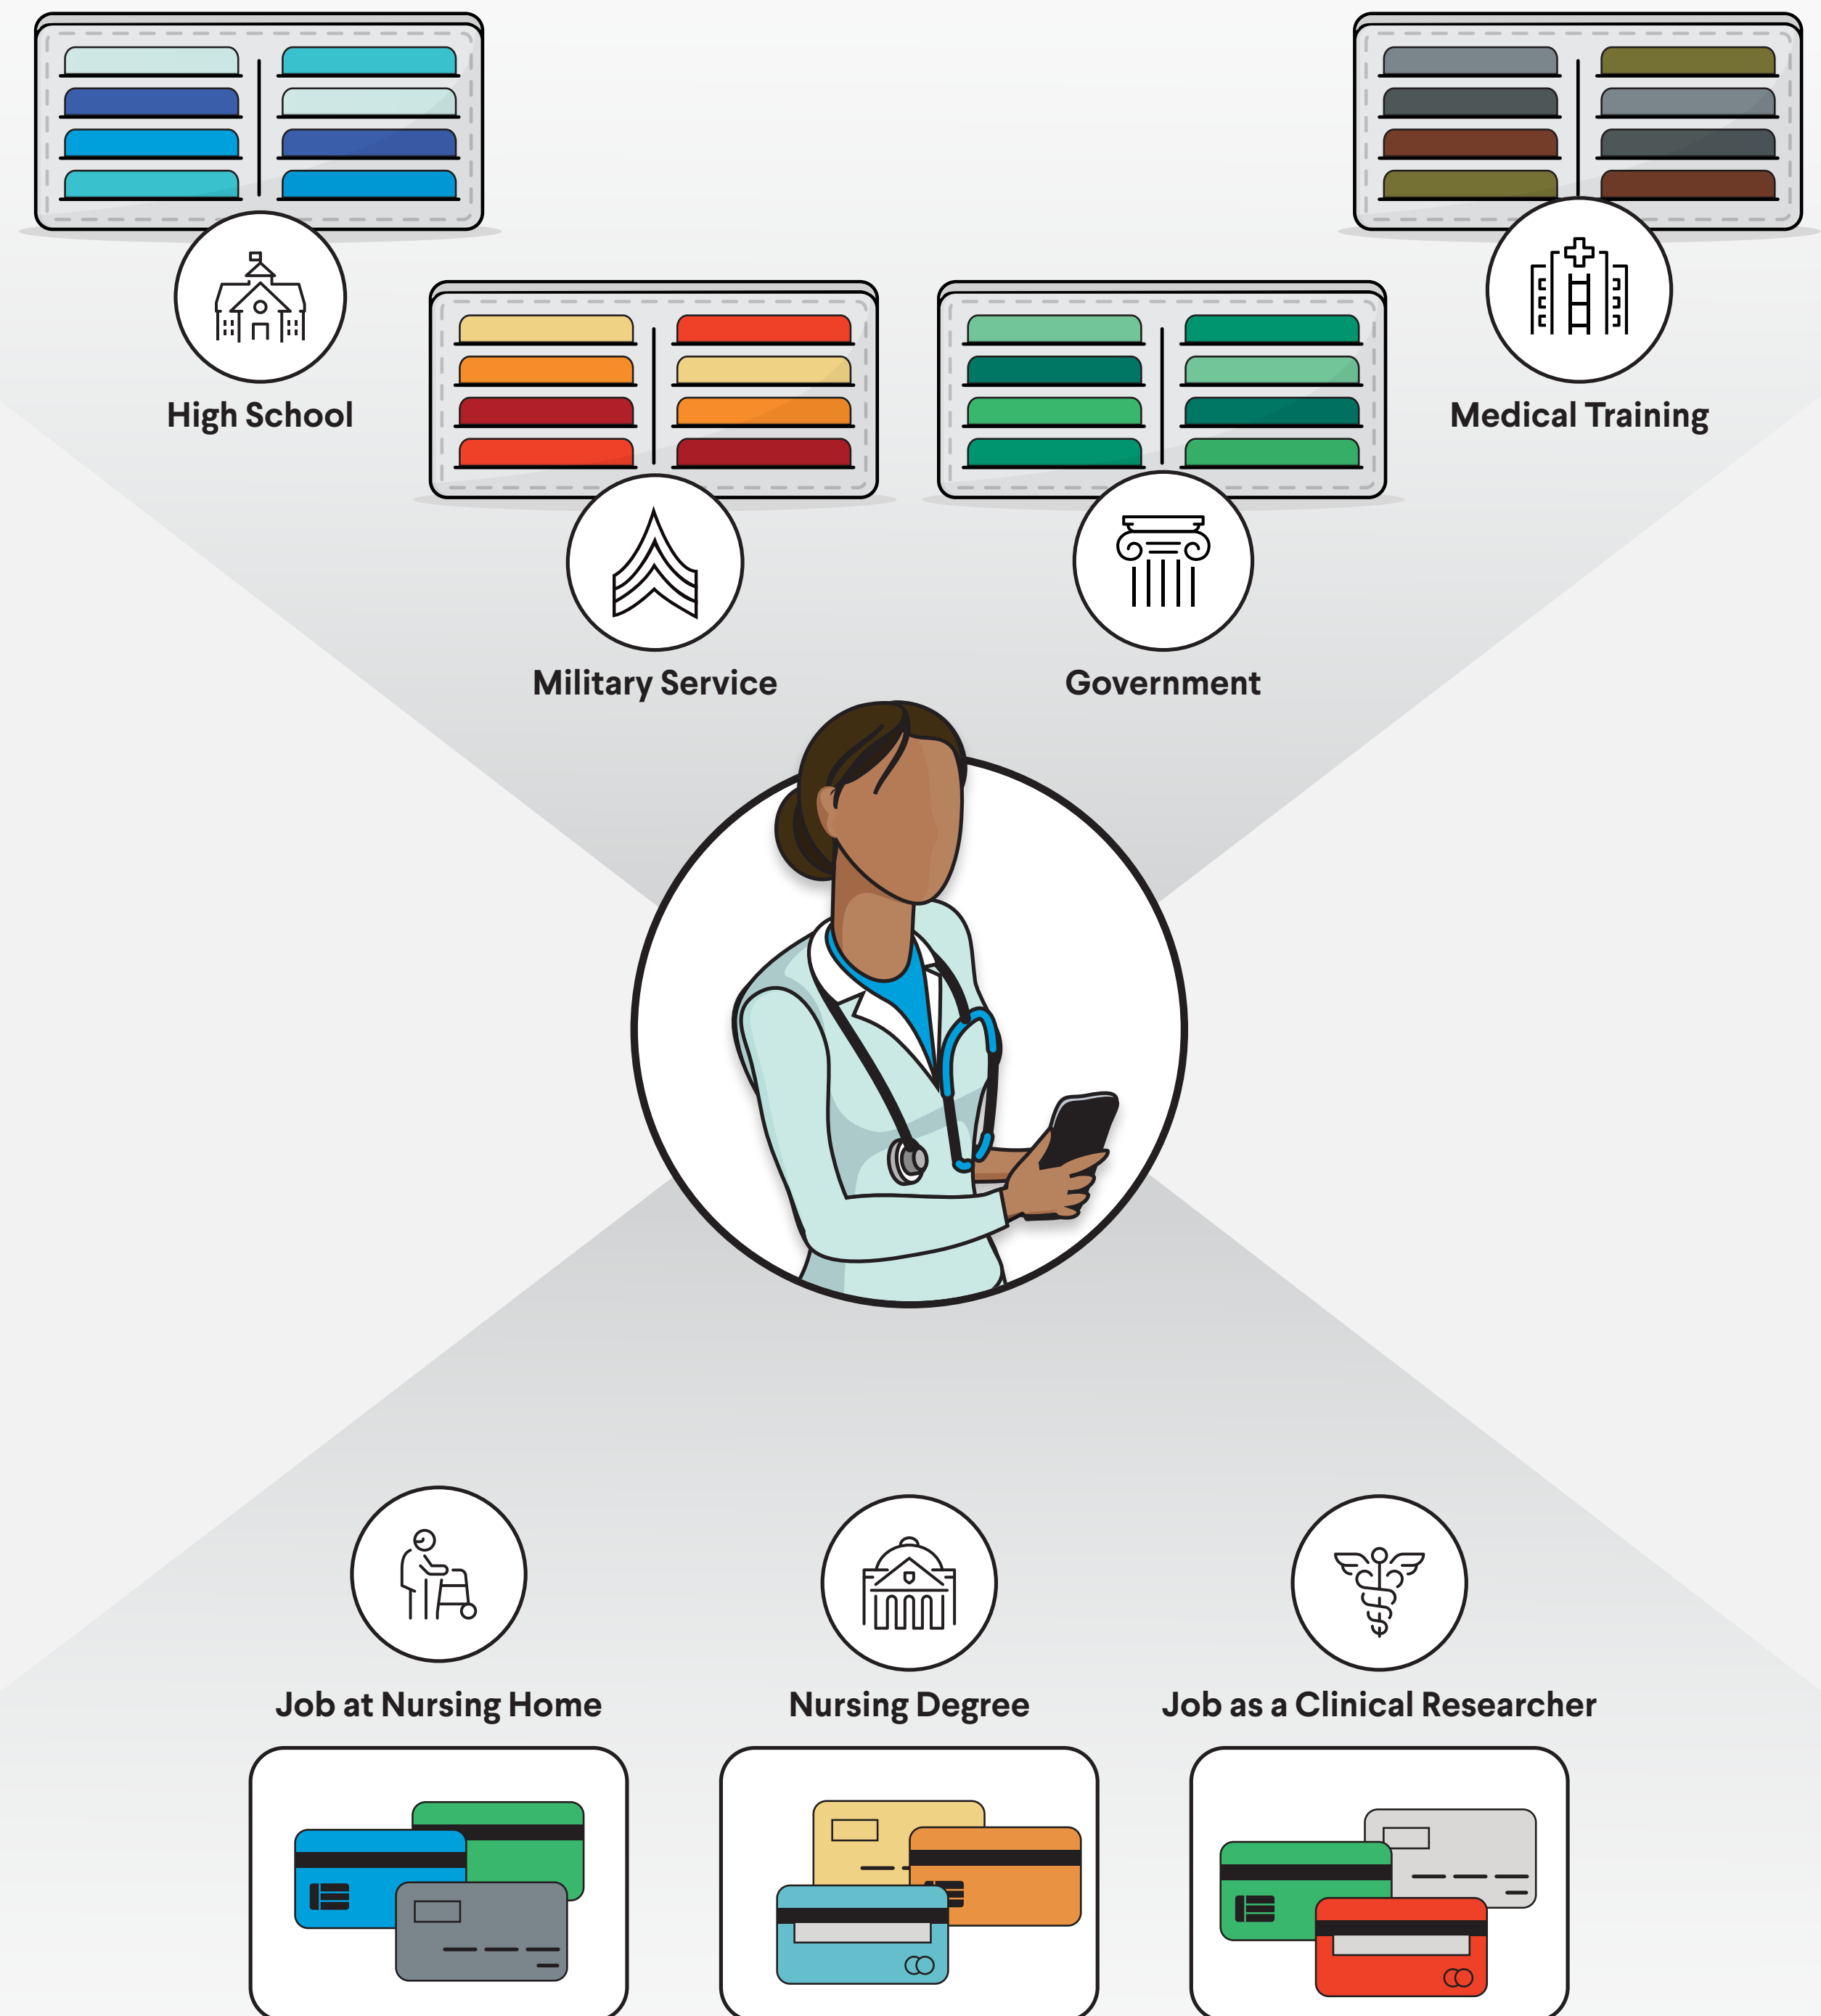 High School
Medical Training
Military Service
Government
Job at Nursing Home
Nursing Degree
Job as a Clinical Researcher